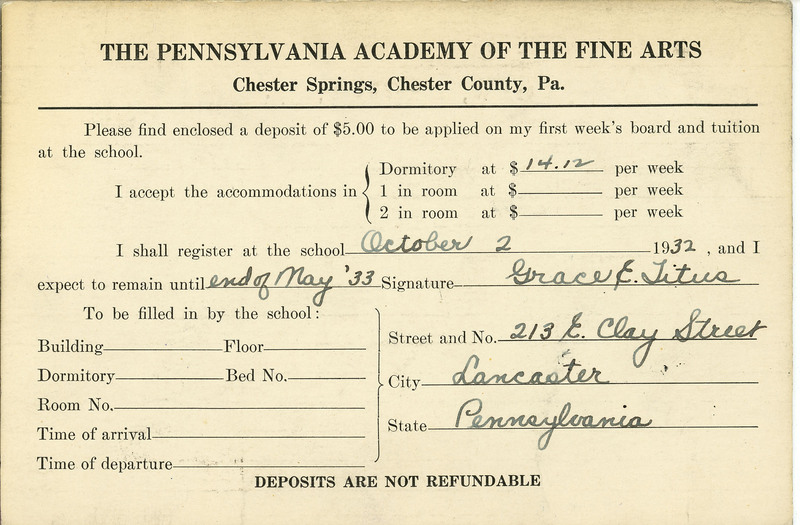 THE PENNSYLVANIA ACADEMY OF THE FINE ARTS
Chester Springs, Chester County, Pa.
Please find enclosed a deposit of $5.00 to be applied on my first week's board and tuition
at the school.
I accept the accommodations in
Dormitory at $ 14.12 per week
1 in room at $ per week
2 in room at $ per week
I shall register at the school October 2 1932 , and I
expect to remain until end of May '33 Signature Grace E. Titus
To be filled in by the school:
Building Floor
Dormitory Bed No.
Room No.
Time of arrival
Time of departure
Street and No. 213 E. Clay Street
City Lancaster
State Pennsylvania
DEPOSITS ARE NOT REFUNDABLE